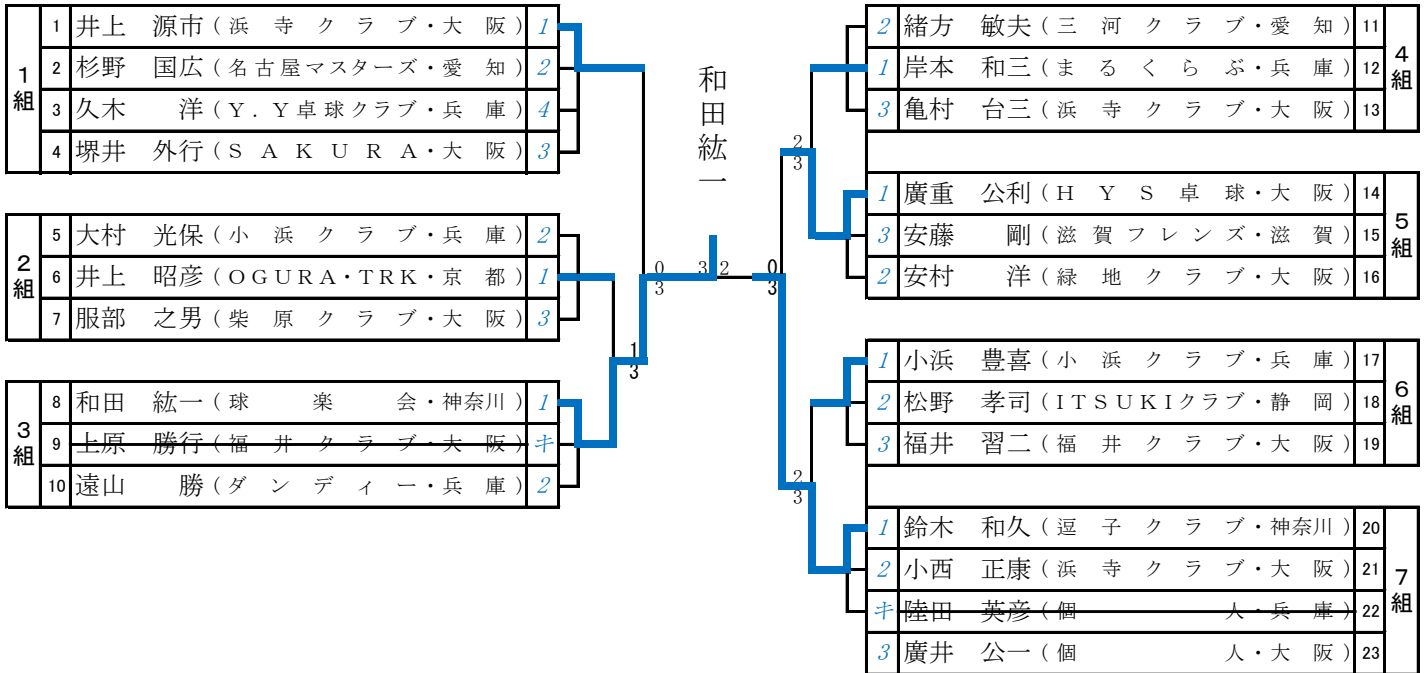 1組
1 井上 源市(浜寺クラブ・大阪) 1
2 杉野 国広(名古屋マスターズ・愛知) 2
3 久木 洋(Y.Y卓球クラブ・兵庫) 4
4 堺井 外行(SAKURA・大阪) 3
2組
5 大村 光保(小浜クラブ・兵庫) 2
6 井上 昭彦(OGURA・TRK・京都) 1
7 服部 之男(柴原クラブ・大阪) 3
3組
8 和田 紘一(球楽会・神奈川) 1
9 上原 勝行(福井クラブ・大阪) キ
10 遠山 勝(ダンディー・兵庫) 2
1
3
0
3
和田紘一
3 2
0
3
2
3
2
3
2 緒方 敏夫(三河クラブ・愛知) 11
1 岸本 和三(まるくらぶ・兵庫) 12
3 亀村 台三(浜寺クラブ・大阪) 13
4組
1 廣重 公利(HYS卓球・大阪) 14
3 安藤 剛(滋賀フレンズ・滋賀) 15
2 安村 洋(緑地クラブ・大阪) 16
5組
1 小浜 豊喜(小浜クラブ・兵庫) 17
2 松野 孝司(ITSUKIクラブ・静岡) 18
3 福井 習二(福井クラブ・大阪) 19
6組
1 鈴木 和久(逗子クラブ・神奈川) 20
2 小西 正康(浜寺クラブ・大阪) 21
キ 陸田 英彦(個人・兵庫) 22
3 廣井 公一(個人・大阪) 23
7組